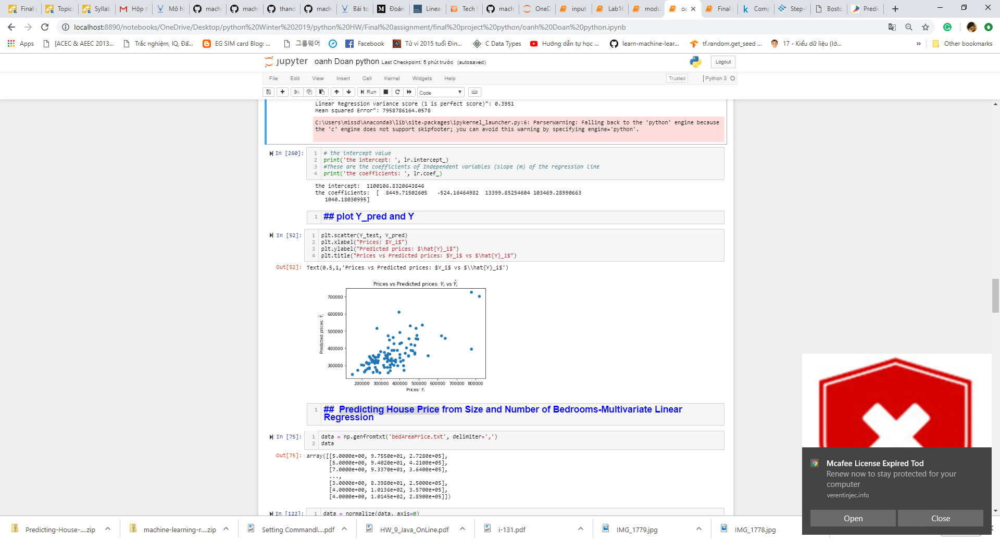 Final
Topic
Syllab
Hộp t
Mô h
mach
mach
thand
mach
Bài to
Đoán
Linea
Tech B
mach
OneD
input-
Lab16
modu
oa
Final
Comp
Step-
Bosto
Predic
localhost:8890/notebooks/OneDrive/Desktop/python%20Winter%202019/python%20HW/Final%20assignment/final%20project%20python/oanh%20Doan%20python.ipynb
Apps
[ACEC & AEEC 2013...
Trắc nghiệm, IQ, Đấ...
EG SIM card Blog: ...
그룹웨어
Facebook
Tử vi 2015 tuổi Đin...
C Data Types
Hướng dẫn tự học ...
learn-machine-lear...
tf.random.get_seed ...
17 - Kiểu dữ liệu (lớ...
»
Other bookmarks
jupyter oanh Doan python Last Checkpoint: 5 phút trước (autosaved)
Logout
File Edit View Insert Cell Kernel Widgets Help
Trusted
Python 3
Run
Code
Linear Regression variance score (1 is perfect score)": 0.3951
Mean squared Error": 7958786164.0578
C:\Users\missd\Anaconda3\lib\site-packages\ipykernel_launcher.py:6: ParserWarning: Falling back to the 'python' engine because
the 'c' engine does not support skipfooter; you can avoid this warning by specifying engine='python'.
In [260]:
1 # the intercept value
2 print('the intercept: ', lr.intercept_)
3 #These are the coefficients of Independent variables (slope (m) of the regression line
4 print('the coefficients: ', lr.coef_)
the intercept:  1100106.8320643846
the coefficients:  [  8449.71502605   -524.16464982  13399.85254604 103469.28990663
1040.18030995]
1 ## plot Y_pred and Y
In [52]:
1 plt.scatter(Y_test, Y_pred)
2 plt.xlabel("Prices: $Y_i$")
3 plt.ylabel("Predicted prices: $\hat{Y}_i$")
4 plt.title("Prices vs Predicted prices: $Y_i$ vs $\hat{Y}_i$")
Out[52]: Text(0.5,1,'Prices vs Predicted prices: $Y_i$ vs $\\hat{Y}_i$')
Prices vs Predicted prices: Yi vs Ŷi
700000
600000
500000
400000
300000
Predicted prices: Ŷi
200000 300000 400000 500000 600000 700000 800000
Prices: Yi
1 ##  Predicting House Price from Size and Number of Bedrooms-Multivariate Linear
Regression
In [75]:
1 data = np.genfromtxt('bedAreaPrice.txt', delimiter=',')
2 data
Out[75]: array([[5.0000e+00, 9.7550e+01, 2.7280e+05],
[5.0000e+00, 9.4020e+01, 4.2100e+05],
[7.0000e+00, 9.3370e+01, 3.6400e+05],
...,
[3.0000e+00, 8.3980e+01, 2.5000e+05],
[4.0000e+00, 1.0136e+02, 3.5700e+05],
[4.0000e+00, 1.0145e+02, 2.8900e+05]])
In [122]:
1 data = normalize(data, axis=0)
Mcafee License Expired Tod
Renew now to stay protected for your
computer
verentinjec.info
Open
Close
Predicting-House-....zip
machine-learning-r....zip
Setting Commandl....pdf
HW_9_Java_OnLine.pdf
i-131.pdf
IMG_1779.jpg
IMG_1778.jpg